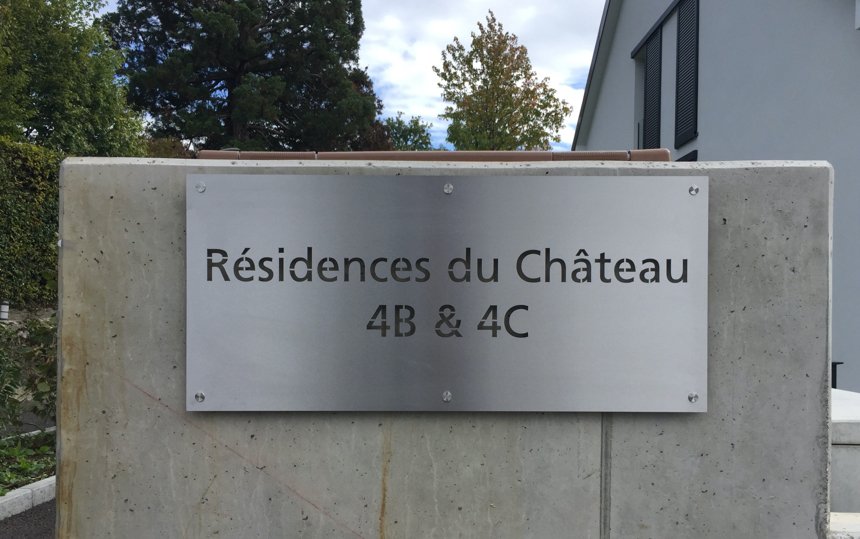 Résidences du Château
4B & 4C